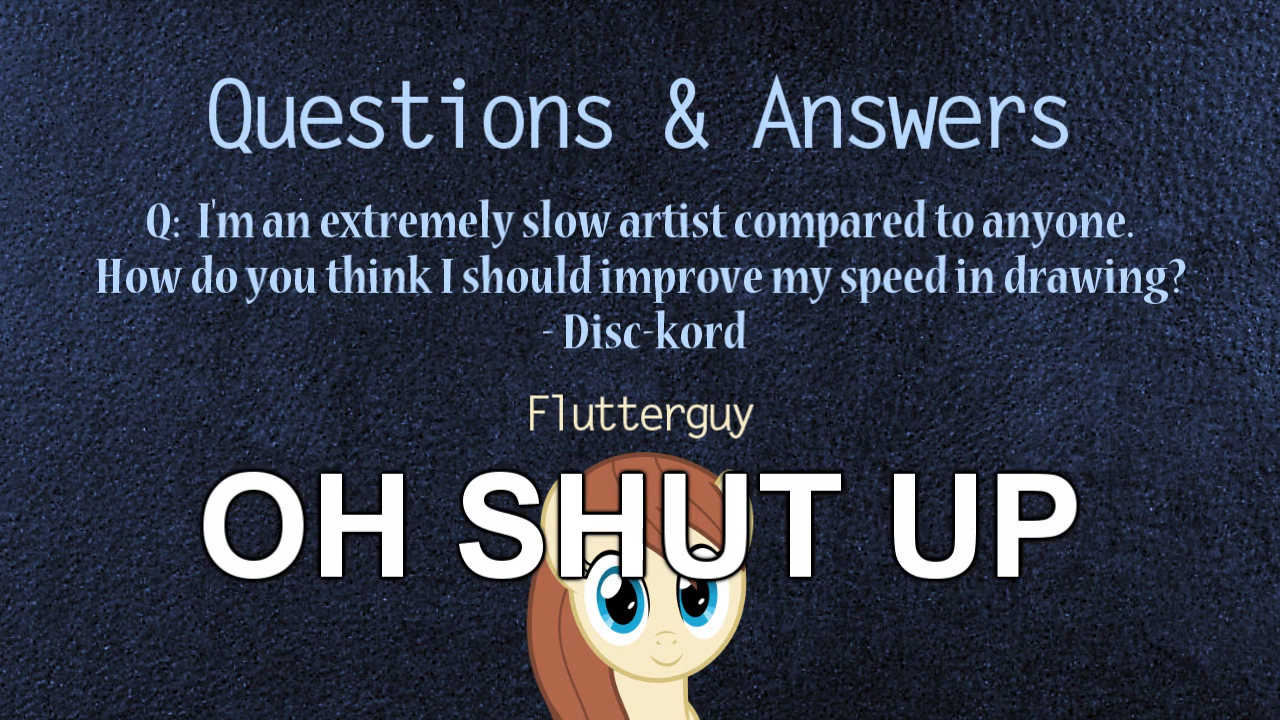 Questions & Answers
Q: I'm an extremely slow artist compared to anyone.
How do you think I should improve my speed in drawing?
- Disc-kord
Flutterguy
OH SHUT UP